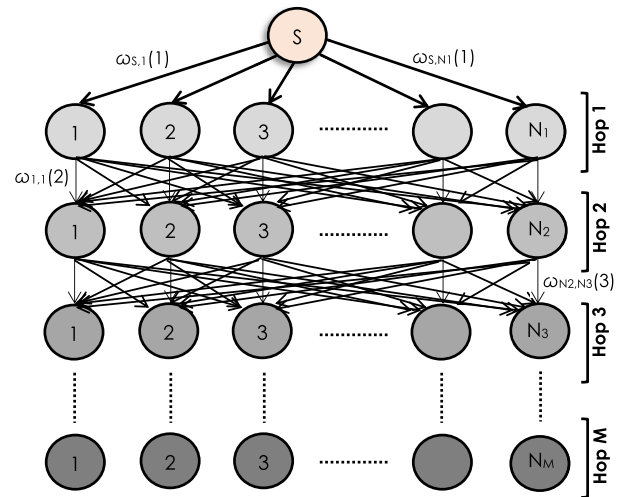 S
ωS,1(1)
ωS,N1(1)
1 2 3 N1
Hop 1
ω1,1(2)
1 2 3 N2
Hop 2
ωN2,N3(3)
1 2 3 N3
Hop 3
1 2 3 NM
Hop M